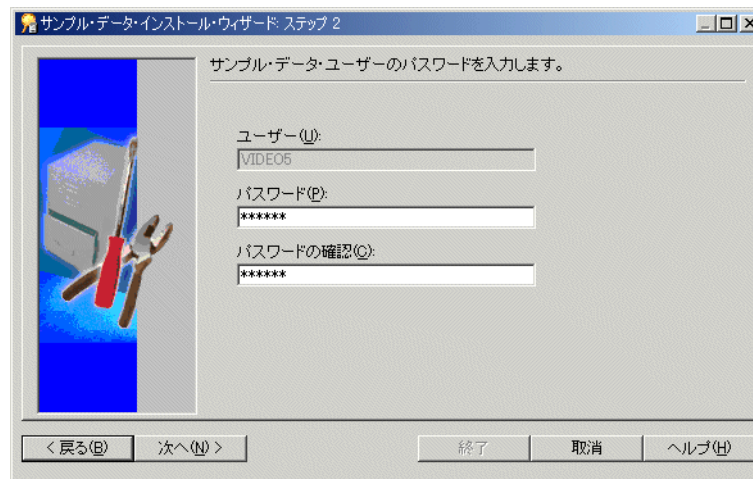 サンプル・データ・インストール・ウィザード: ステップ 2
サンプル・データ・ユーザーのパスワードを入力します。
ユーザー(U):
VIDEO5
パスワード(P):
******
パスワードの確認(C):
******
< 戻る(B)
次へ(N) >
終了
取消
ヘルプ(H)